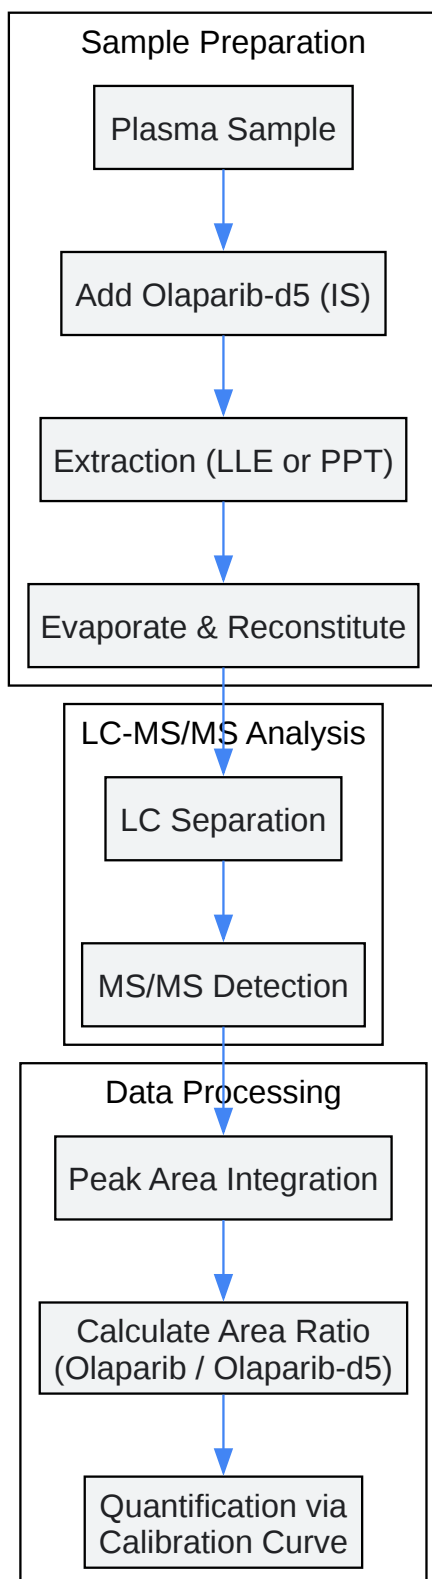 Sample Preparation
Plasma Sample
Add Olaparib-d5 (IS)
Extraction (LLE or PPT)
Evaporate & Reconstitute
LC-MS/MS Analysis
LC Separation
MS/MS Detection
Data Processing
Peak Area Integration
Calculate Area Ratio
(Olaparib / Olaparib-d5)
Quantification via
Calibration Curve